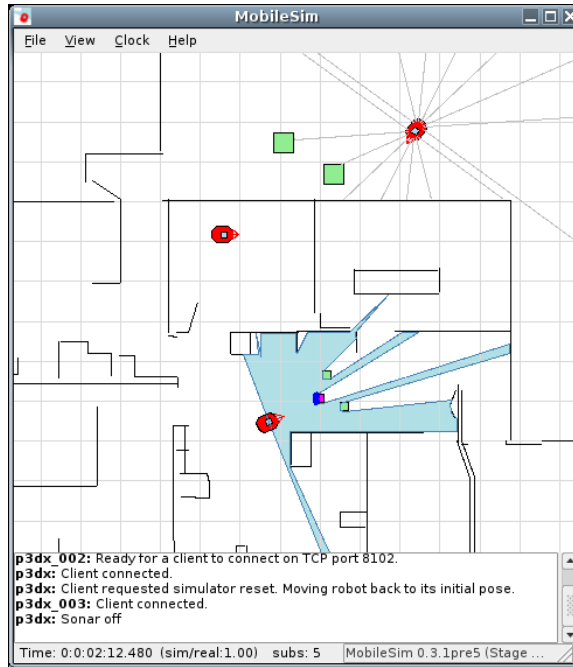 MobileSim
File View Clock Help
p3dx_002: Ready for a client to connect on TCP port 8102.
p3dx: Client connected.
p3dx: Client requested simulator reset. Moving robot back to its initial pose.
p3dx_003: Client connected.
p3dx: Sonar off
Time: 0:0:02:12.480 (sim/real:1.00) subs: 5 MobileSim 0.3.1pre5 (Stage ...